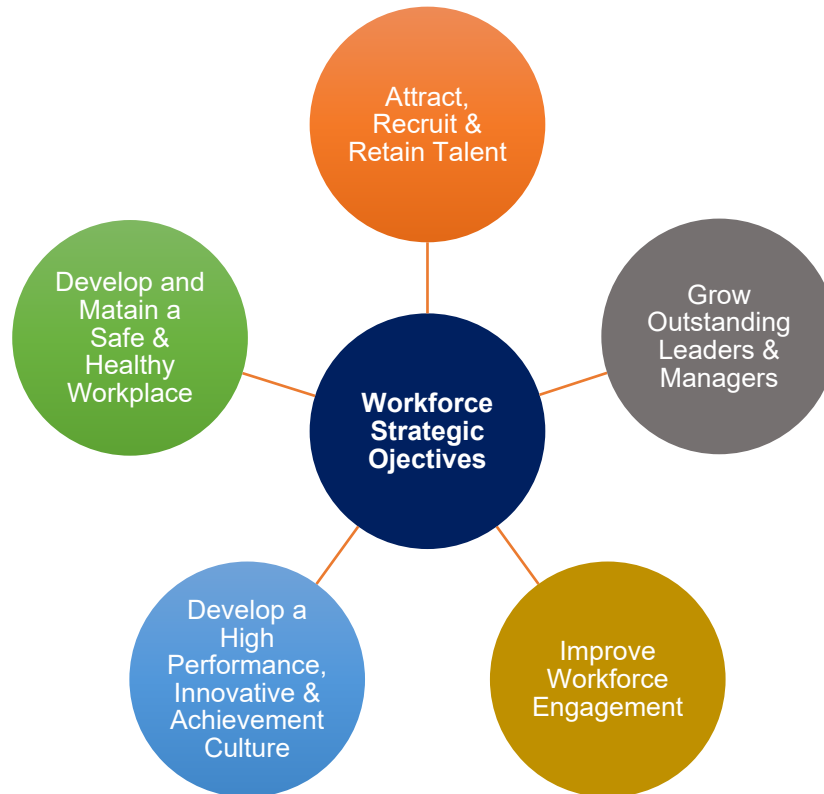 Attract,
Recruit &
Retain Talent
Grow
Outstanding
Leaders &
Managers
Improve
Workforce
Engagement
Develop a
High
Performance,
Innovative &
Achievement
Culture
Develop and
Matain a
Safe &
Healthy
Workplace
Workforce
Strategic
Ojectives